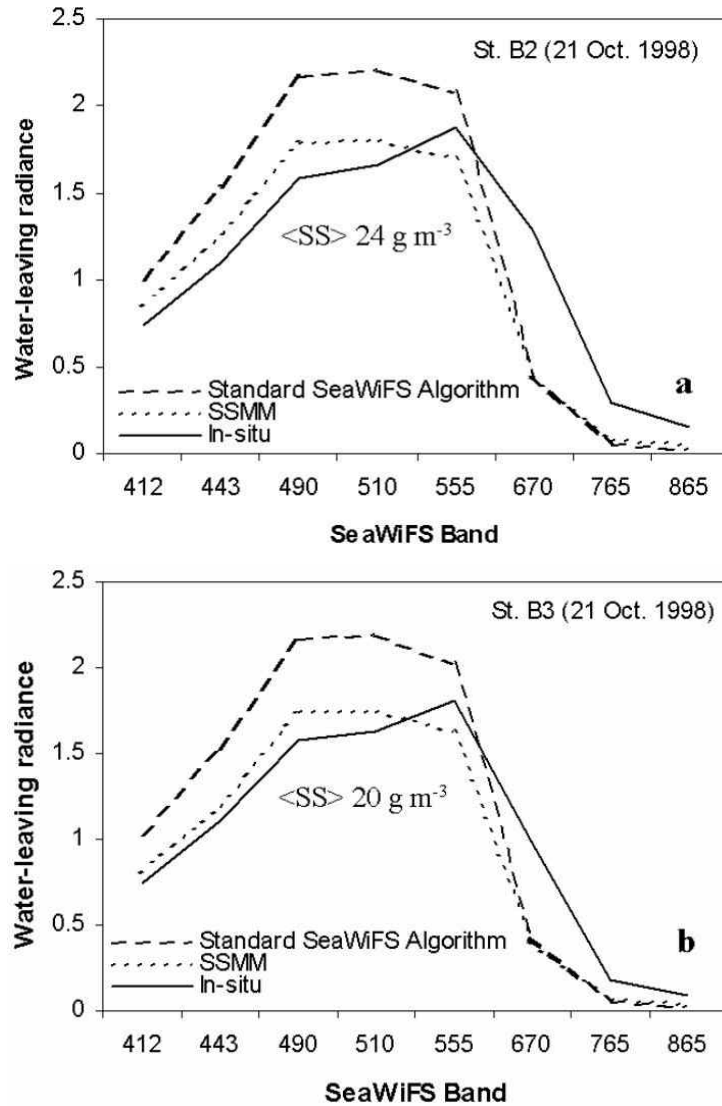 2.5
St. B2 (21 Oct. 1998)
2
1.5
<SS> 24 g m-3
1
0.5
a
Standard SeaWiFS Algorithm
SSMM
In-situ
0
412 443 490 510 555 670 765 865
SeaWiFS Band
Water-leaving radiance
2.5
St. B3 (21 Oct. 1998)
2
1.5
<SS> 20 g m-3
1
0.5
b
Standard SeaWiFS Algorithm
SSMM
In-situ
0
412 443 490 510 555 670 765 865
SeaWiFS Band
Water-leaving radiance